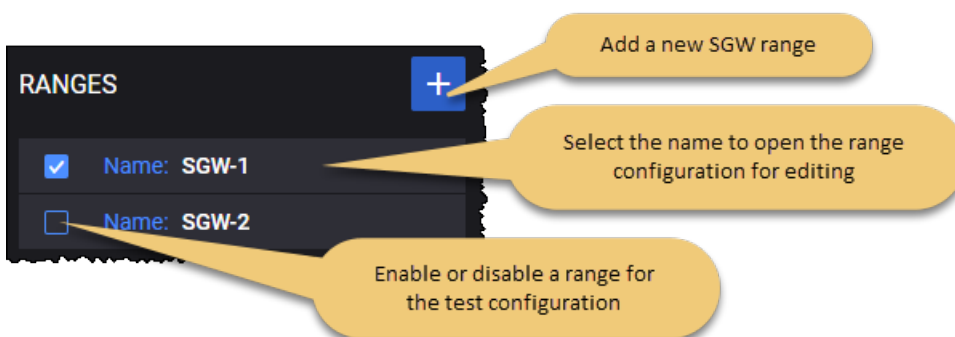 Add a new SGW range
RANGES
+
Select the name to open the range
configuration for editing
Name: SGW-1
Name: SGW-2
Enable or disable a range for
the test configuration